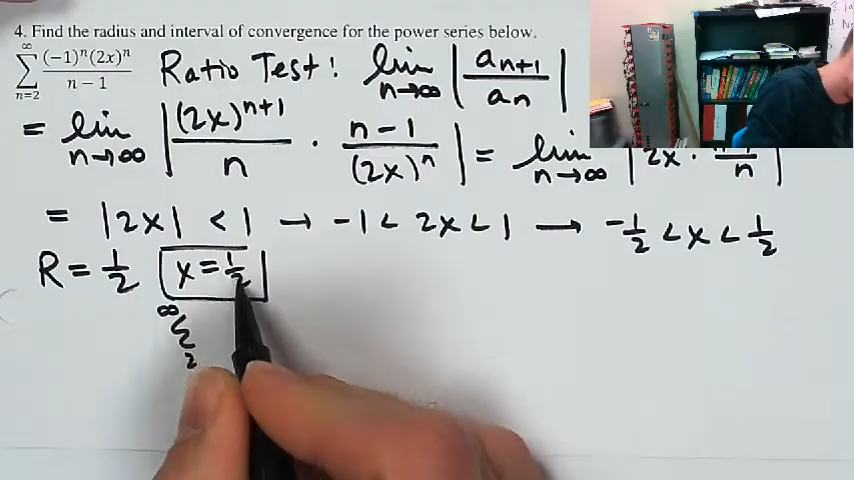 4. Find the radius and interval of convergence for the power series below.
∞
∑ (-1)ⁿ(2x)ⁿ / n - 1
n=2
Ratio Test! lim n→∞ | aₙ₊₁ / aₙ |
= lim n→∞ | (2x)ⁿ⁺¹ / n · n-1 / (2x)ⁿ | = lim n→∞ | 2x · n |
= |2x| < 1 → -1 < 2x < 1 → -1/2 < x < 1/2
R = 1/2 x = 1/2
∞
∑
2